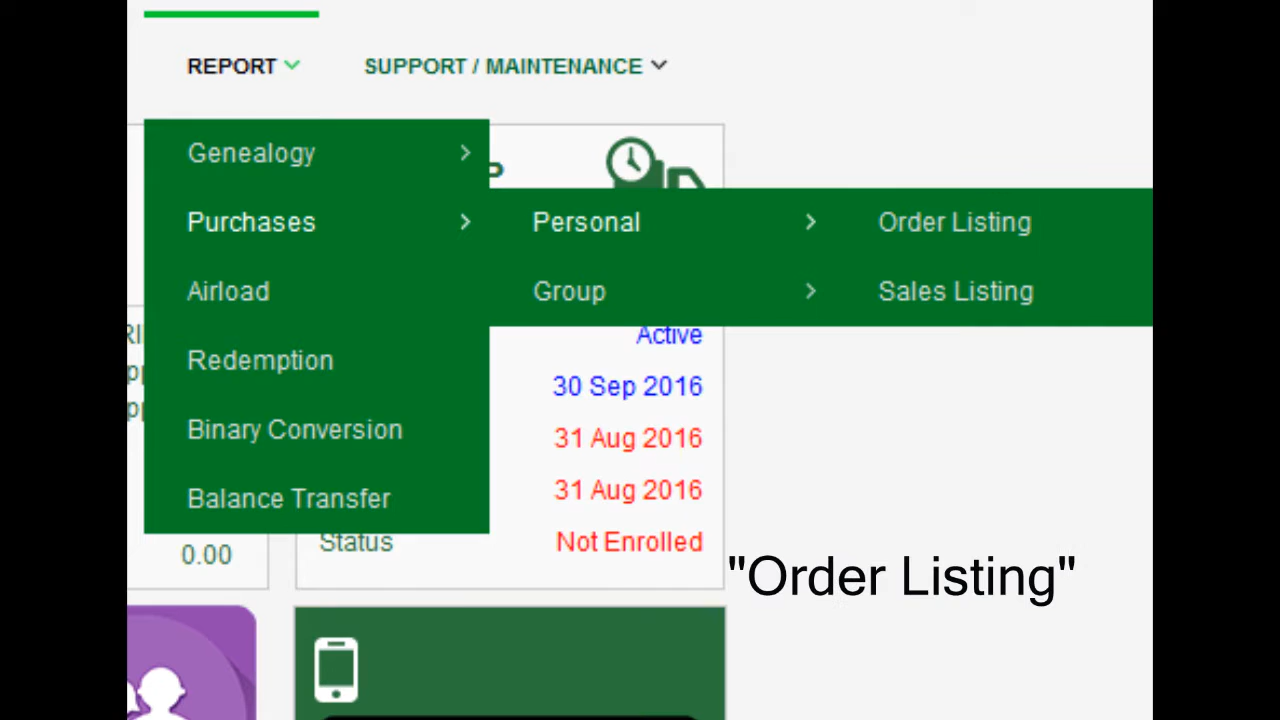 REPORT SUPPORT / MAINTENANCE
Genealogy
Purchases Personal Order Listing
Airload Group Sales Listing
Active
Redemption
30 Sep 2016
Binary Conversion
31 Aug 2016
Balance Transfer
31 Aug 2016
Status Not Enrolled
0.00
"Order Listing"